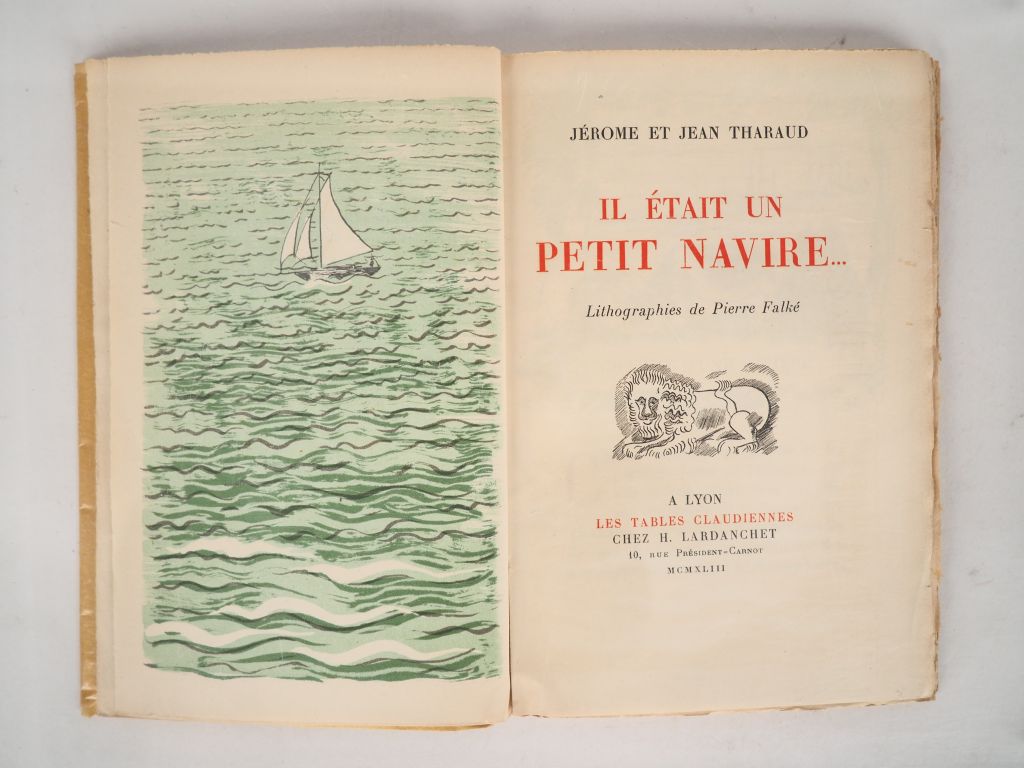 JÉROME ET JEAN THARAUD
IL ÉTAIT UN
PETIT NAVIRE...
Lithographies de Pierre Falké
A LYON
LES TABLES CLAUDIENNES
CHEZ H. LARDANCHET
10, RUE PRÉSIDENT-CARNOT
MCMXLIII